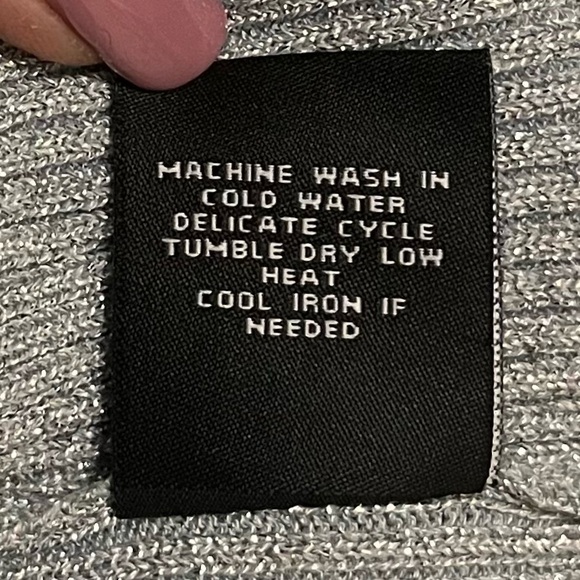 MACHINE WASH IN
COLD WATER
DELICATE CYCLE
TUMBLE DRY LOW
HEAT
COOL IRON IF
NEEDED